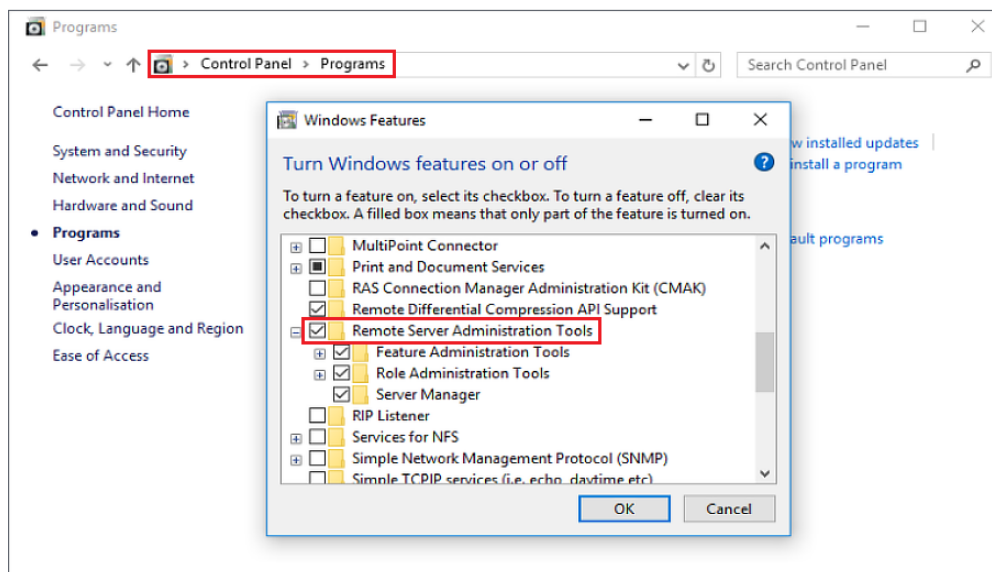 Programs
Control Panel > Programs
Search Control Panel
Control Panel Home
System and Security
Network and Internet
Hardware and Sound
Programs
User Accounts
Appearance and
Personalisation
Clock, Language and Region
Ease of Access
installed updates
install a program
programs
Windows Features
Turn Windows features on or off
To turn a feature on, select its checkbox. To turn a feature off, clear its
checkbox. A filled box means that only part of the feature is turned on.
MultiPoint Connector
Print and Document Services
RAS Connection Manager Administration Kit (CMAK)
Remote Differential Compression API Support
Remote Server Administration Tools
Feature Administration Tools
Role Administration Tools
Server Manager
RIP Listener
Services for NFS
Simple Network Management Protocol (SNMP)
Simple TCPIP services (i.e. echo, daytime etc)
OK
Cancel